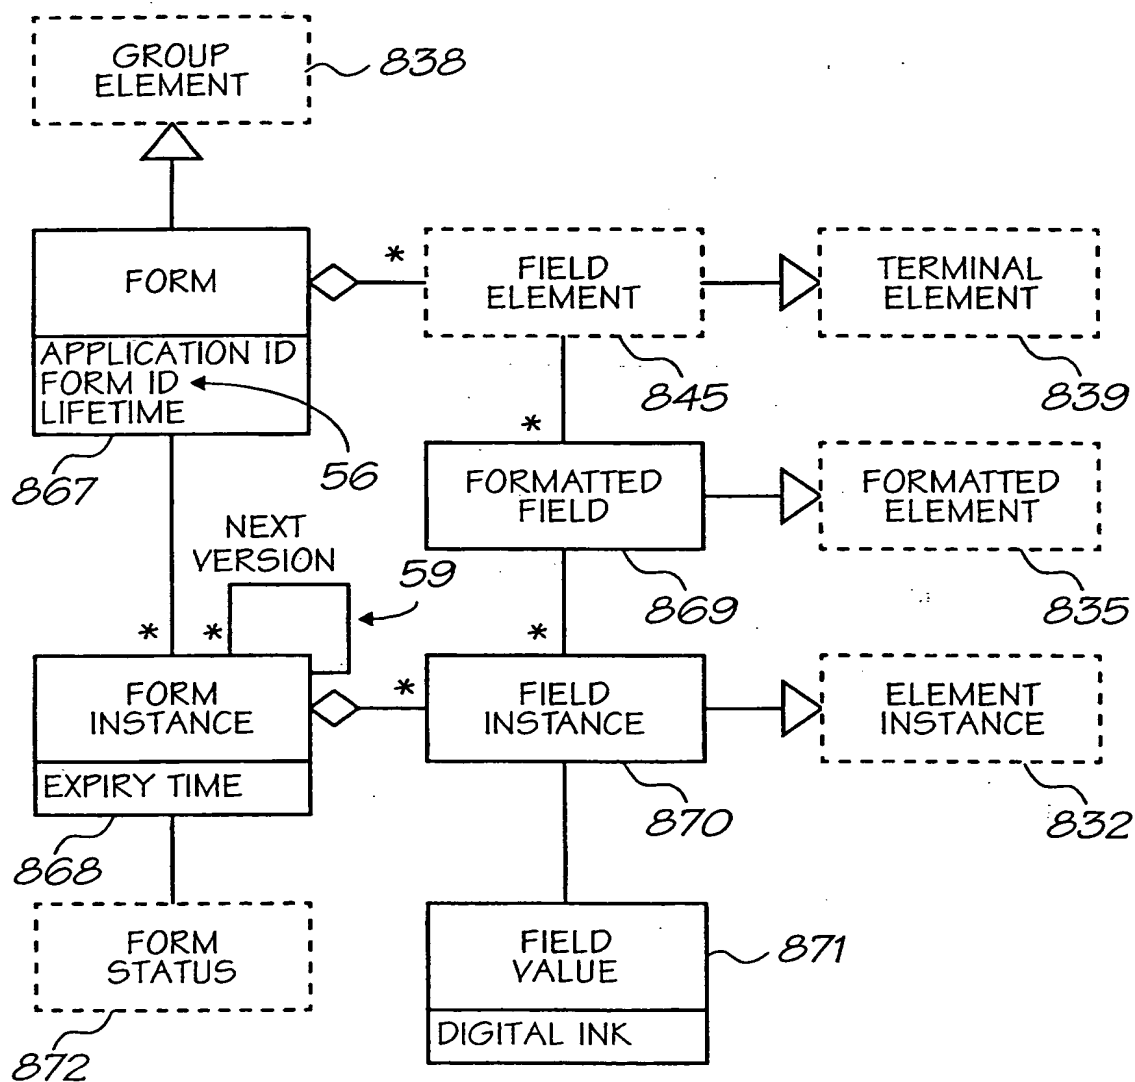 GROUP
ELEMENT
838
FORM
*
FIELD
ELEMENT
TERMINAL
ELEMENT
APPLICATION ID
FORM ID
LIFETIME
845
839
867
56
*
FORMATTED
FIELD
FORMATTED
ELEMENT
NEXT
VERSION
59
869
835
*
*
*
FORM
INSTANCE
*
FIELD
INSTANCE
ELEMENT
INSTANCE
EXPIRY TIME
868
870
832
FORM
STATUS
FIELD
VALUE
871
DIGITAL INK
872